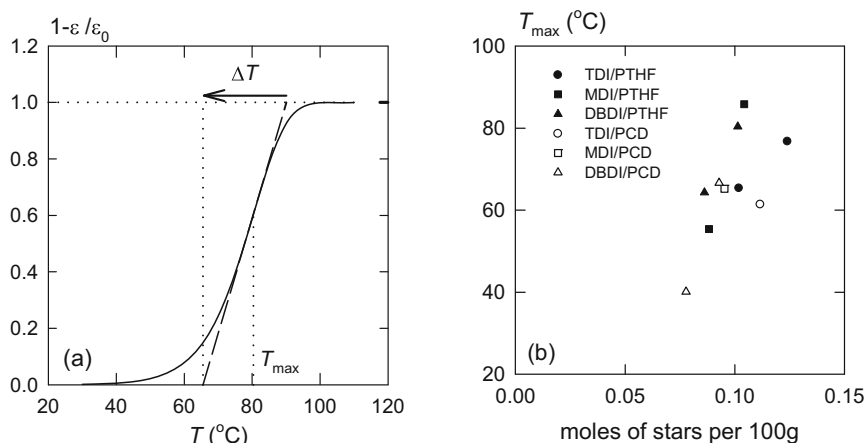 1-ε /ε0
1.2
1.0
0.8
0.6
0.4
0.2
0.0
ΔT
(a)
Tmax
20 40 60 80 100 120
T (°C)
Tmax (°C)
100
80
60
40
20
TDI/PTHF
MDI/PTHF
DBDI/PTHF
TDI/PCD
MDI/PCD
DBDI/PCD
(b)
0.00 0.05 0.10 0.15
moles of stars per 100g